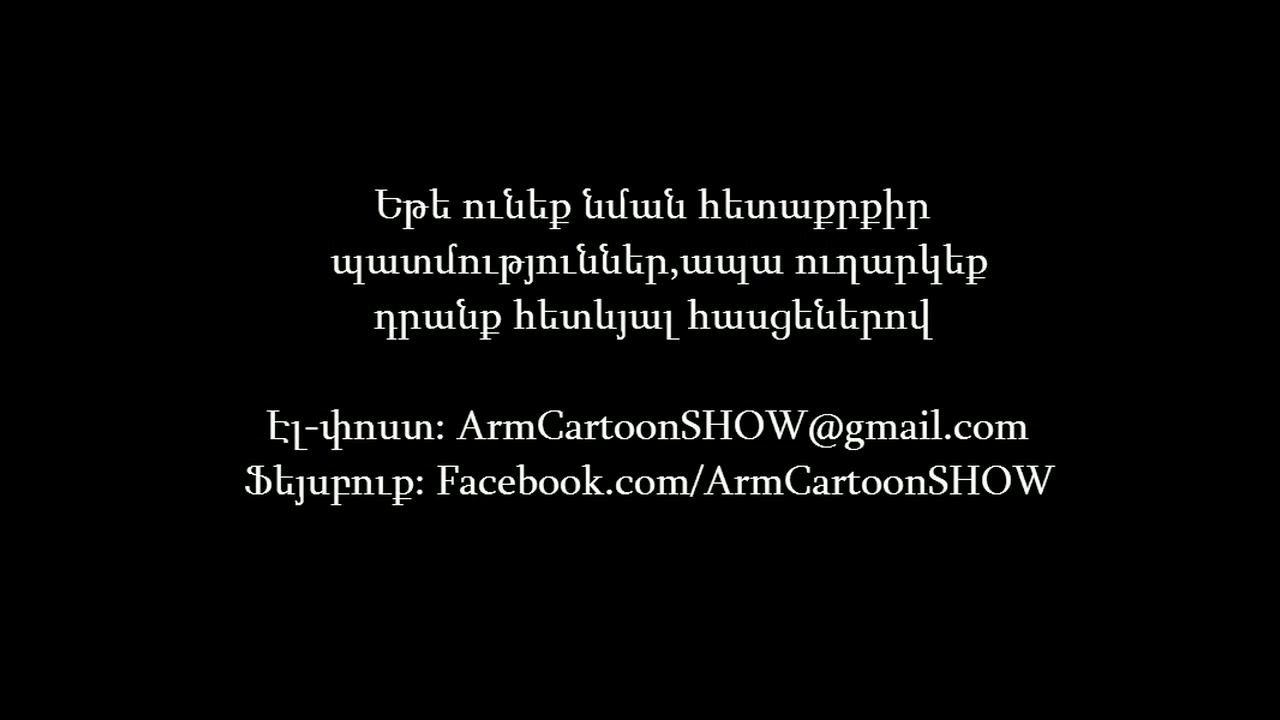 Եթե ունեք նման հետաքրքիր
պատմություններ,ապա ուղարկեք
դրանք հետևյալ հասցեներով
Էլ-փոստ: ArmCartoonSHOW@gmail.com
Ֆեյսբուք: Facebook.com/ArmCartoonSHOW